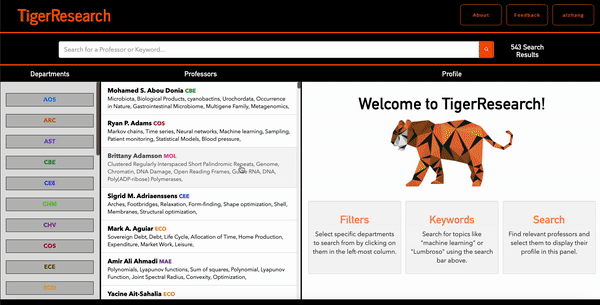 TigerResearch
About
Feedback
aizhang
Search for a Professor or Keyword...
543 Search
Results
Departments
Professors
Profile
AOS
ARC
AST
CBE
CEE
CHM
CHV
COS
ECE
ECO
Mohamed S. Abou Donia CBE
Microbiota, Biological Products, cyanobactins, Urochordata, Occurrence
in Nature, Gastrointestinal Microbiome, Multigene Family, Metagenomics,
Ryan P. Adams COS
Markov chains, Time series, Neural networks, Machine learning, Sampling,
Patient monitoring, Statistical Models, Blood pressure,
Brittany Adamson MOL
Clustered Regularly Interspaced Short Palindromic Repeats, Genome,
Chromatin, DNA Damage, Open Reading Frames, Guide RNA, DNA,
Poly(ADP-ribose) Polymerases,
Sigrid M. Adriaenssens CEE
Arches, Footbridges, Relaxation, Form-finding, Shape optimization, Shell,
Membranes, Structural optimization,
Mark A. Aguiar ECO
Sovereign Debt, Debt, Life Cycle, Allocation of Time, Home Production,
Expenditure, Market Work, Leisure,
Amir Ali Ahmadi MAE
Polynomials, Lyapunov functions, Sum of squares, Polynomial, Lyapunov
Function, Joint Spectral Radius, Convexity, Optimization,
Yacine Ait-Sahalia ECO
Welcome to TigerResearch!
Filters
Select specific departments
to search from by clicking on
them in the left-most column.
Keywords
Search for topics like
"machine learning" or
"Lumbroso" using the search
bar above.
Search
Find relevant professors and
select them to display their
profile in this panel.